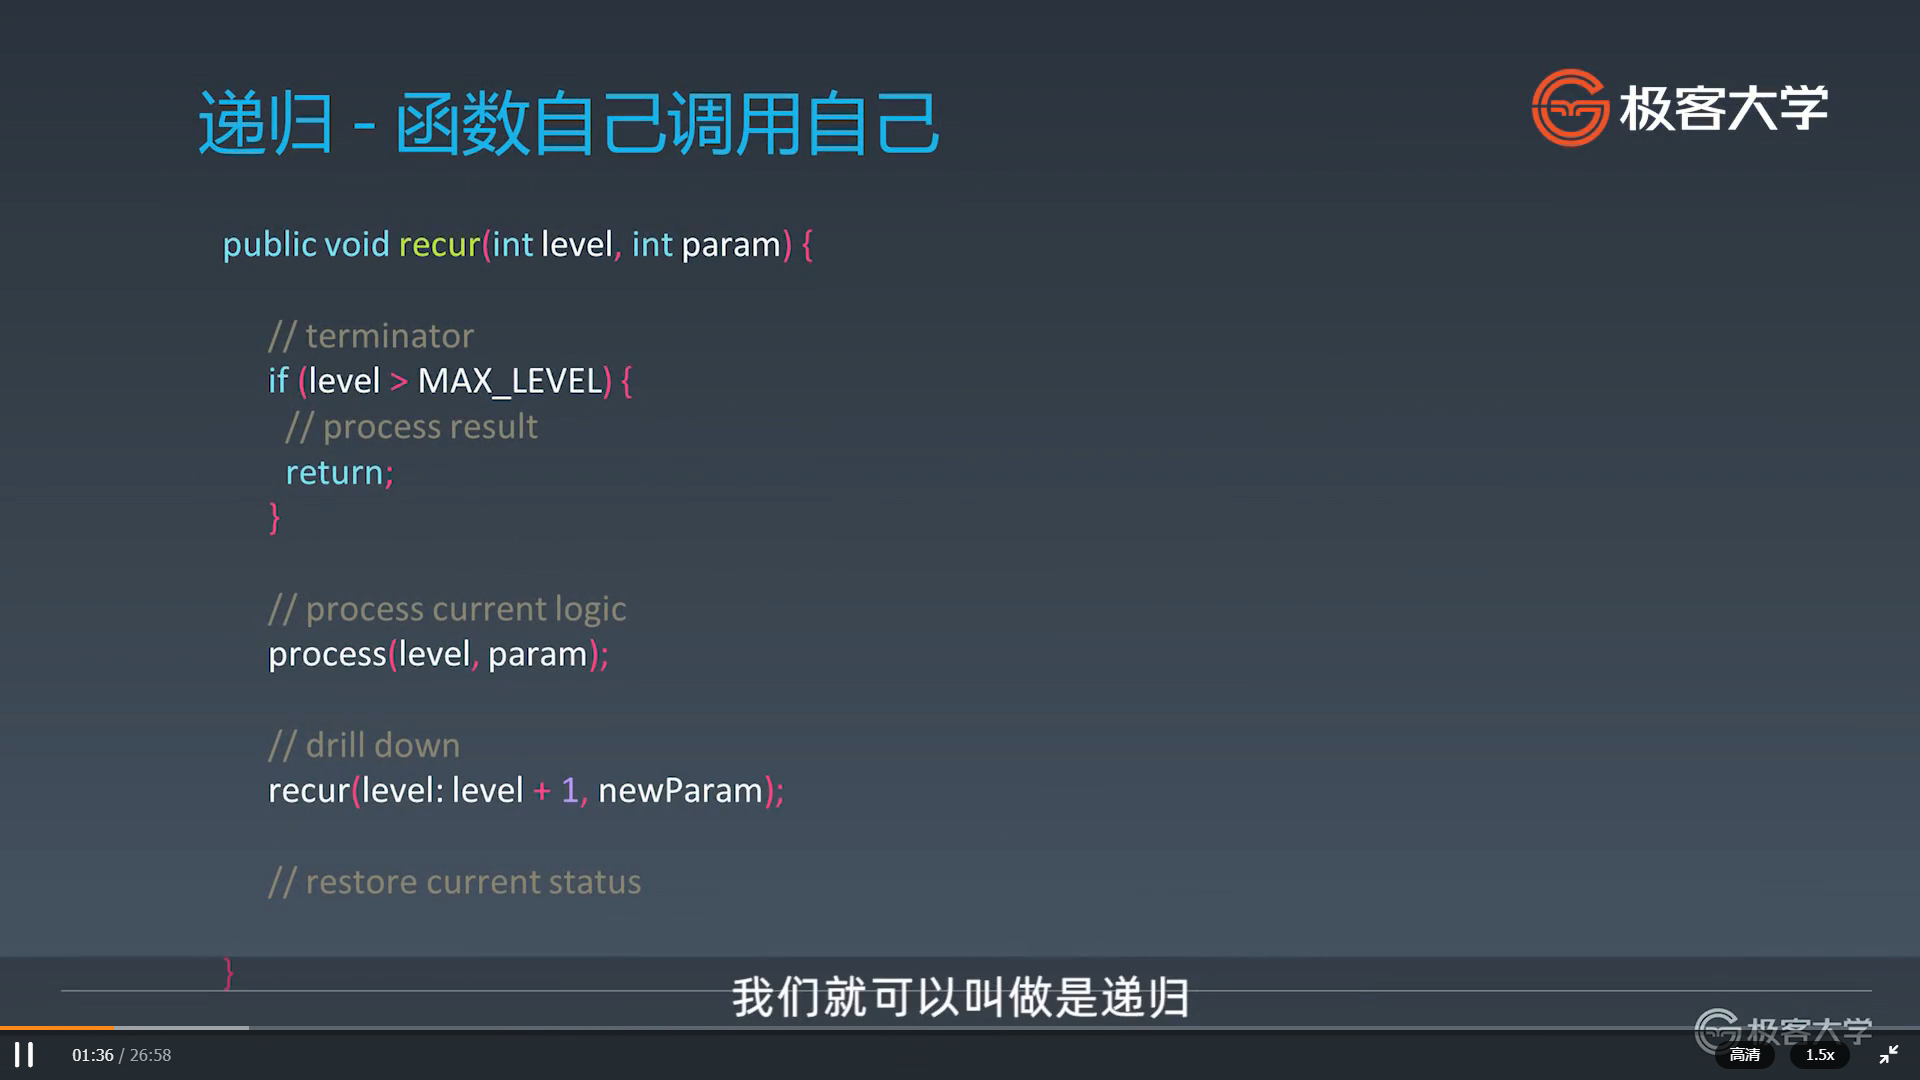 递归 - 函数自己调用自己
极客大学
public void recur(int level, int param) {
// terminator
if (level > MAX_LEVEL) {
// process result
return;
}
// process current logic
process(level, param);
// drill down
recur(level: level + 1, newParam);
// restore current status
}
我们就可以叫做是递归
极客大学
01:36 / 26:58
高清
1.5x